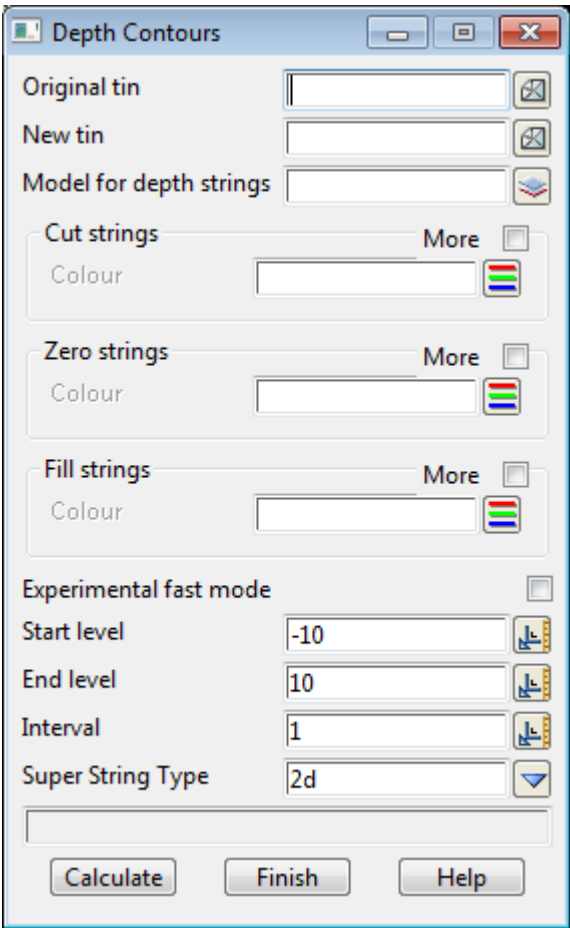 Depth Contours
Original tin
New tin
Model for depth strings
Cut strings More
Colour
Zero strings More
Colour
Fill strings More
Colour
Experimental fast mode
Start level -10
End level 10
Interval 1
Super String Type 2d
Calculate Finish Help